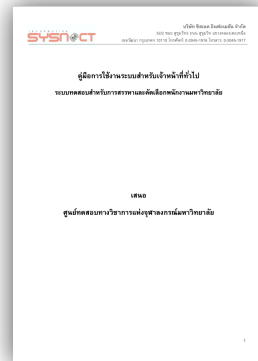 SYSNCT
บริษัท ซิสเนค อินฟอเมชั่น จำกัด
คู่มือการใช้งานระบบสำหรับเจ้าหน้าที่ทั่วไป
ระบบทดสอบสำหรับการสรรหาและคัดเลือกพนักงานมหาวิทยาลัย
เสนอ
ศูนย์ทดสอบทางวิชาการแห่งจุฬาลงกรณ์มหาวิทยาลัย
1